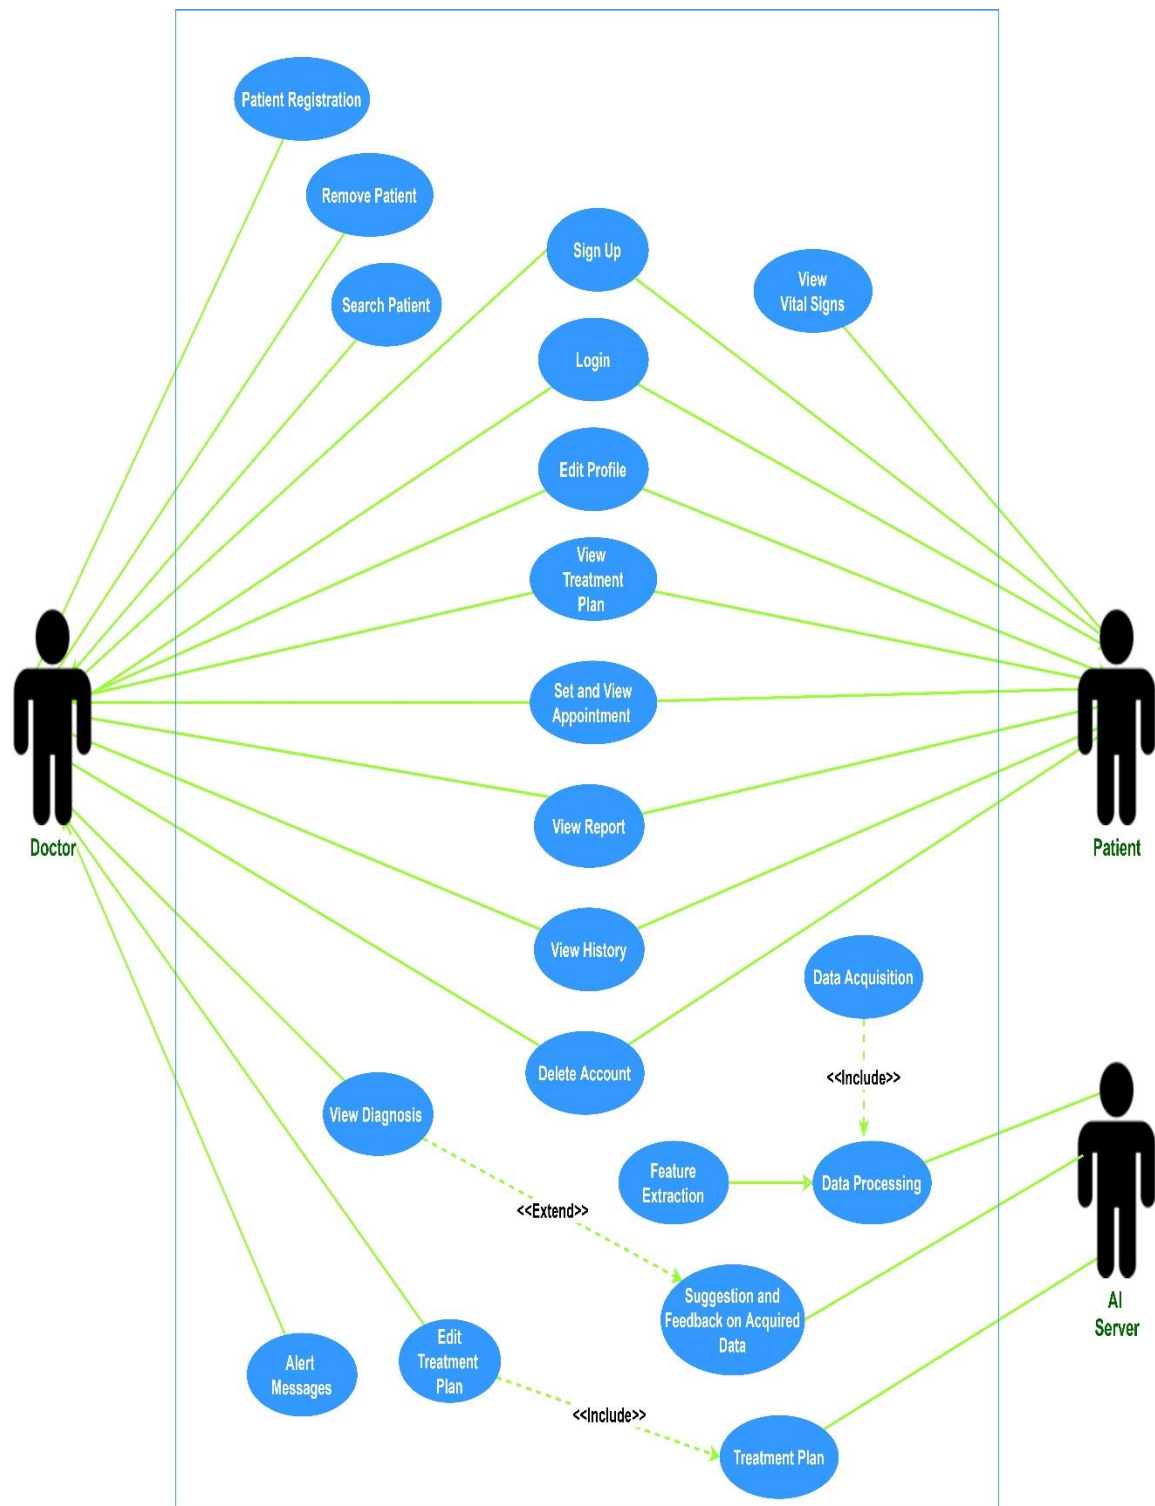 Patient Registration
Remove Patient
Sign Up
View
Vital Signs
Search Patient
Login
Edit Profile
View
Treatment
Plan
Set and View
Appointment
View Report
Doctor
Patient
View History
Data Acquisition
Delete Account
<<Include>>
View Diagnosis
Feature
Extraction
Data Processing
<<Extend>>
Suggestion and
Feedback on Acquired
Data
AI
Server
Edit
Treatment
Plan
Alert
Messages
<<Include>>
Treatment Plan